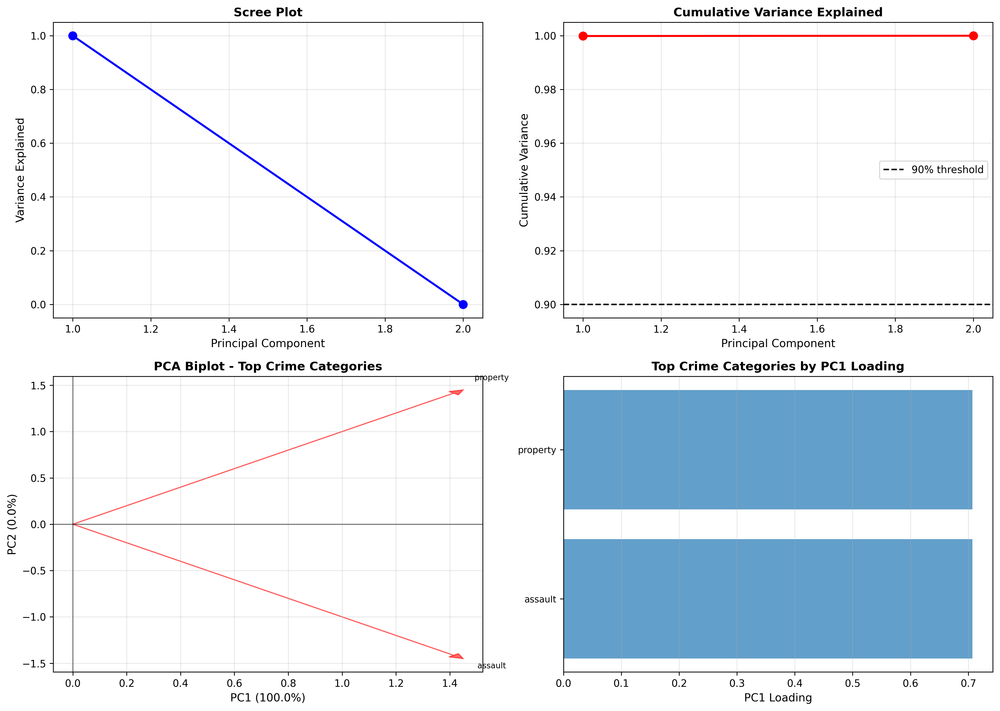 Scree Plot
1.0
0.8
0.6
0.4
0.2
0.0
Variance Explained
1.0 1.2 1.4 1.6 1.8 2.0
Principal Component
Cumulative Variance Explained
1.00
0.98
0.96
0.94
0.92
0.90
Cumulative Variance
90% threshold
1.0 1.2 1.4 1.6 1.8 2.0
Principal Component
PCA Biplot - Top Crime Categories
property
1.5
1.0
0.5
0.0
−0.5
−1.0
−1.5
PC2 (0.0%)
assault
0.0 0.2 0.4 0.6 0.8 1.0 1.2 1.4
PC1 (100.0%)
Top Crime Categories by PC1 Loading
property
assault
0.0 0.1 0.2 0.3 0.4 0.5 0.6 0.7
PC1 Loading